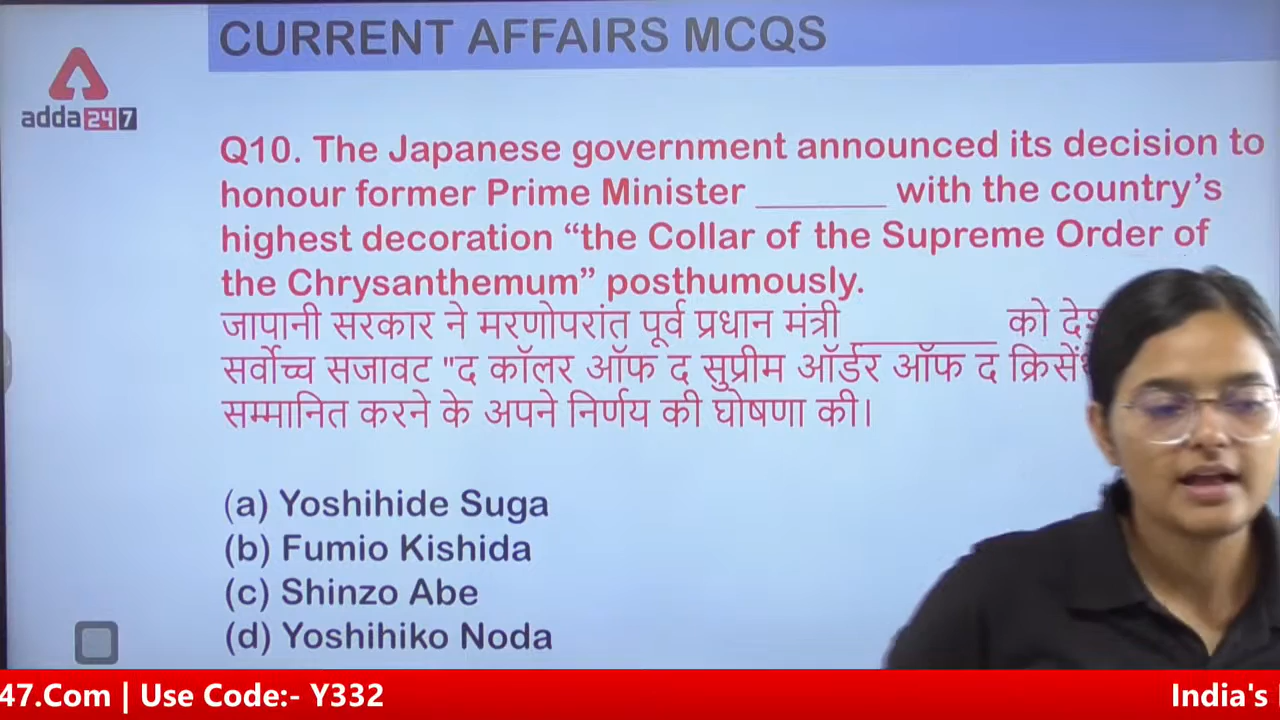 CURRENT AFFAIRS MCQS
adda247
Q10. The Japanese government announced its decision to
honour former Prime Minister _______ with the country's
highest decoration “the Collar of the Supreme Order of
the Chrysanthemum” posthumously.
जापानी सरकार ने मरणोपरांत पूर्व प्रधान मंत्री _________ को
सर्वोच्च सजावट "द कॉलर ऑफ द सुप्रीम ऑर्डर ऑफ द
सम्मानित करने के अपने निर्णय की घोषणा की।
(a) Yoshihide Suga
(b) Fumio Kishida
(c) Shinzo Abe
(d) Yoshihiko Noda
47.Com | Use Code:- Y332
India's